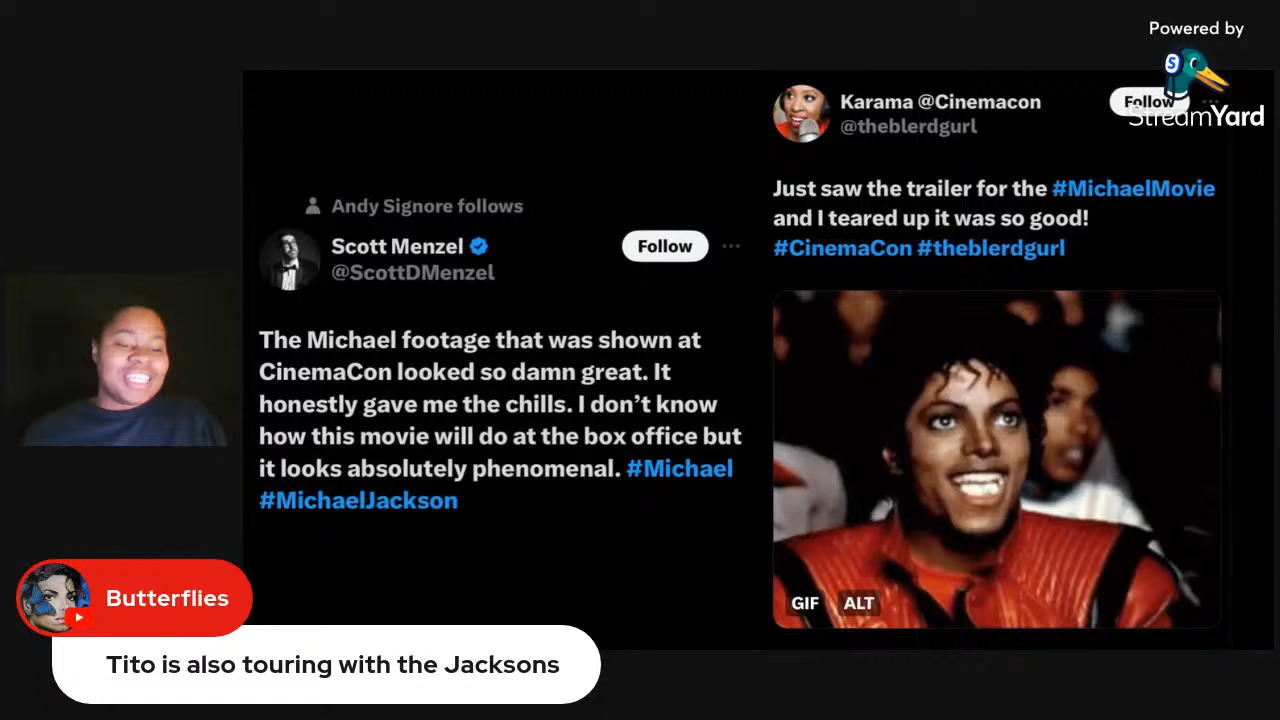 Powered by
StreamYard
Andy Signore follows
Scott Menzel
@ScottDMenzel
Follow
The Michael footage that was shown at
CinemaCon looked so damn great. It
honestly gave me the chills. I don’t know
how this movie will do at the box office but
it looks absolutely phenomenal. #Michael
#MichaelJackson
Karama @Cinemacon
@theblerdgurl
Follow
Just saw the trailer for the #MichaelMovie
and I teared up it was so good!
#CinemaCon #theblerdgurl
GIF ALT
Butterflies
Tito is also touring with the Jacksons